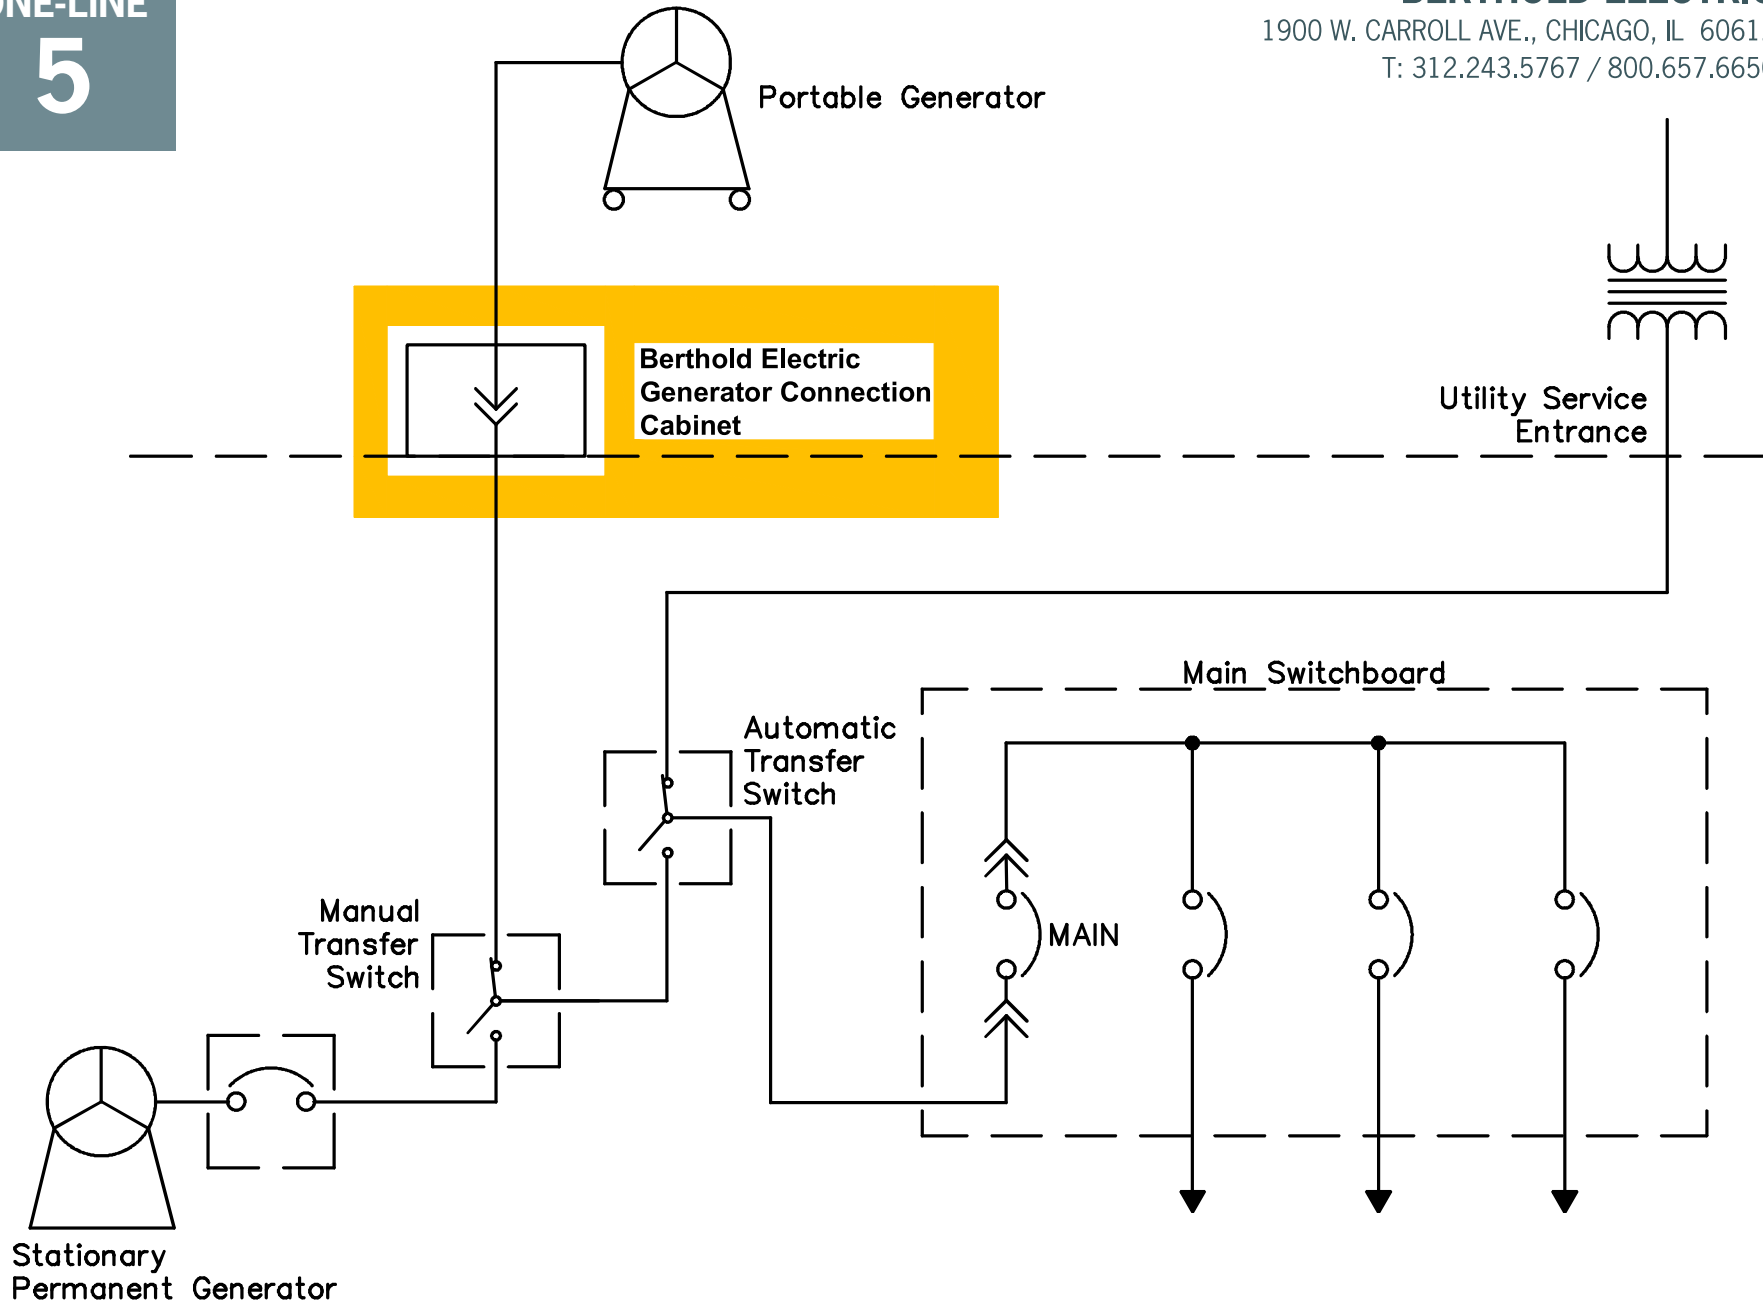 5
1900 W. CARROLL AVE., CHICAGO, IL
T: 312.243.5767 /
Portable Generator
Berthold Electric
Generator Connection
Cabinet
Utility Service
Entrance
Main Switchboard
Automatic
Transfer
Switch
MAIN
Manual
Transfer
Switch
Stationary
Permanent Generator